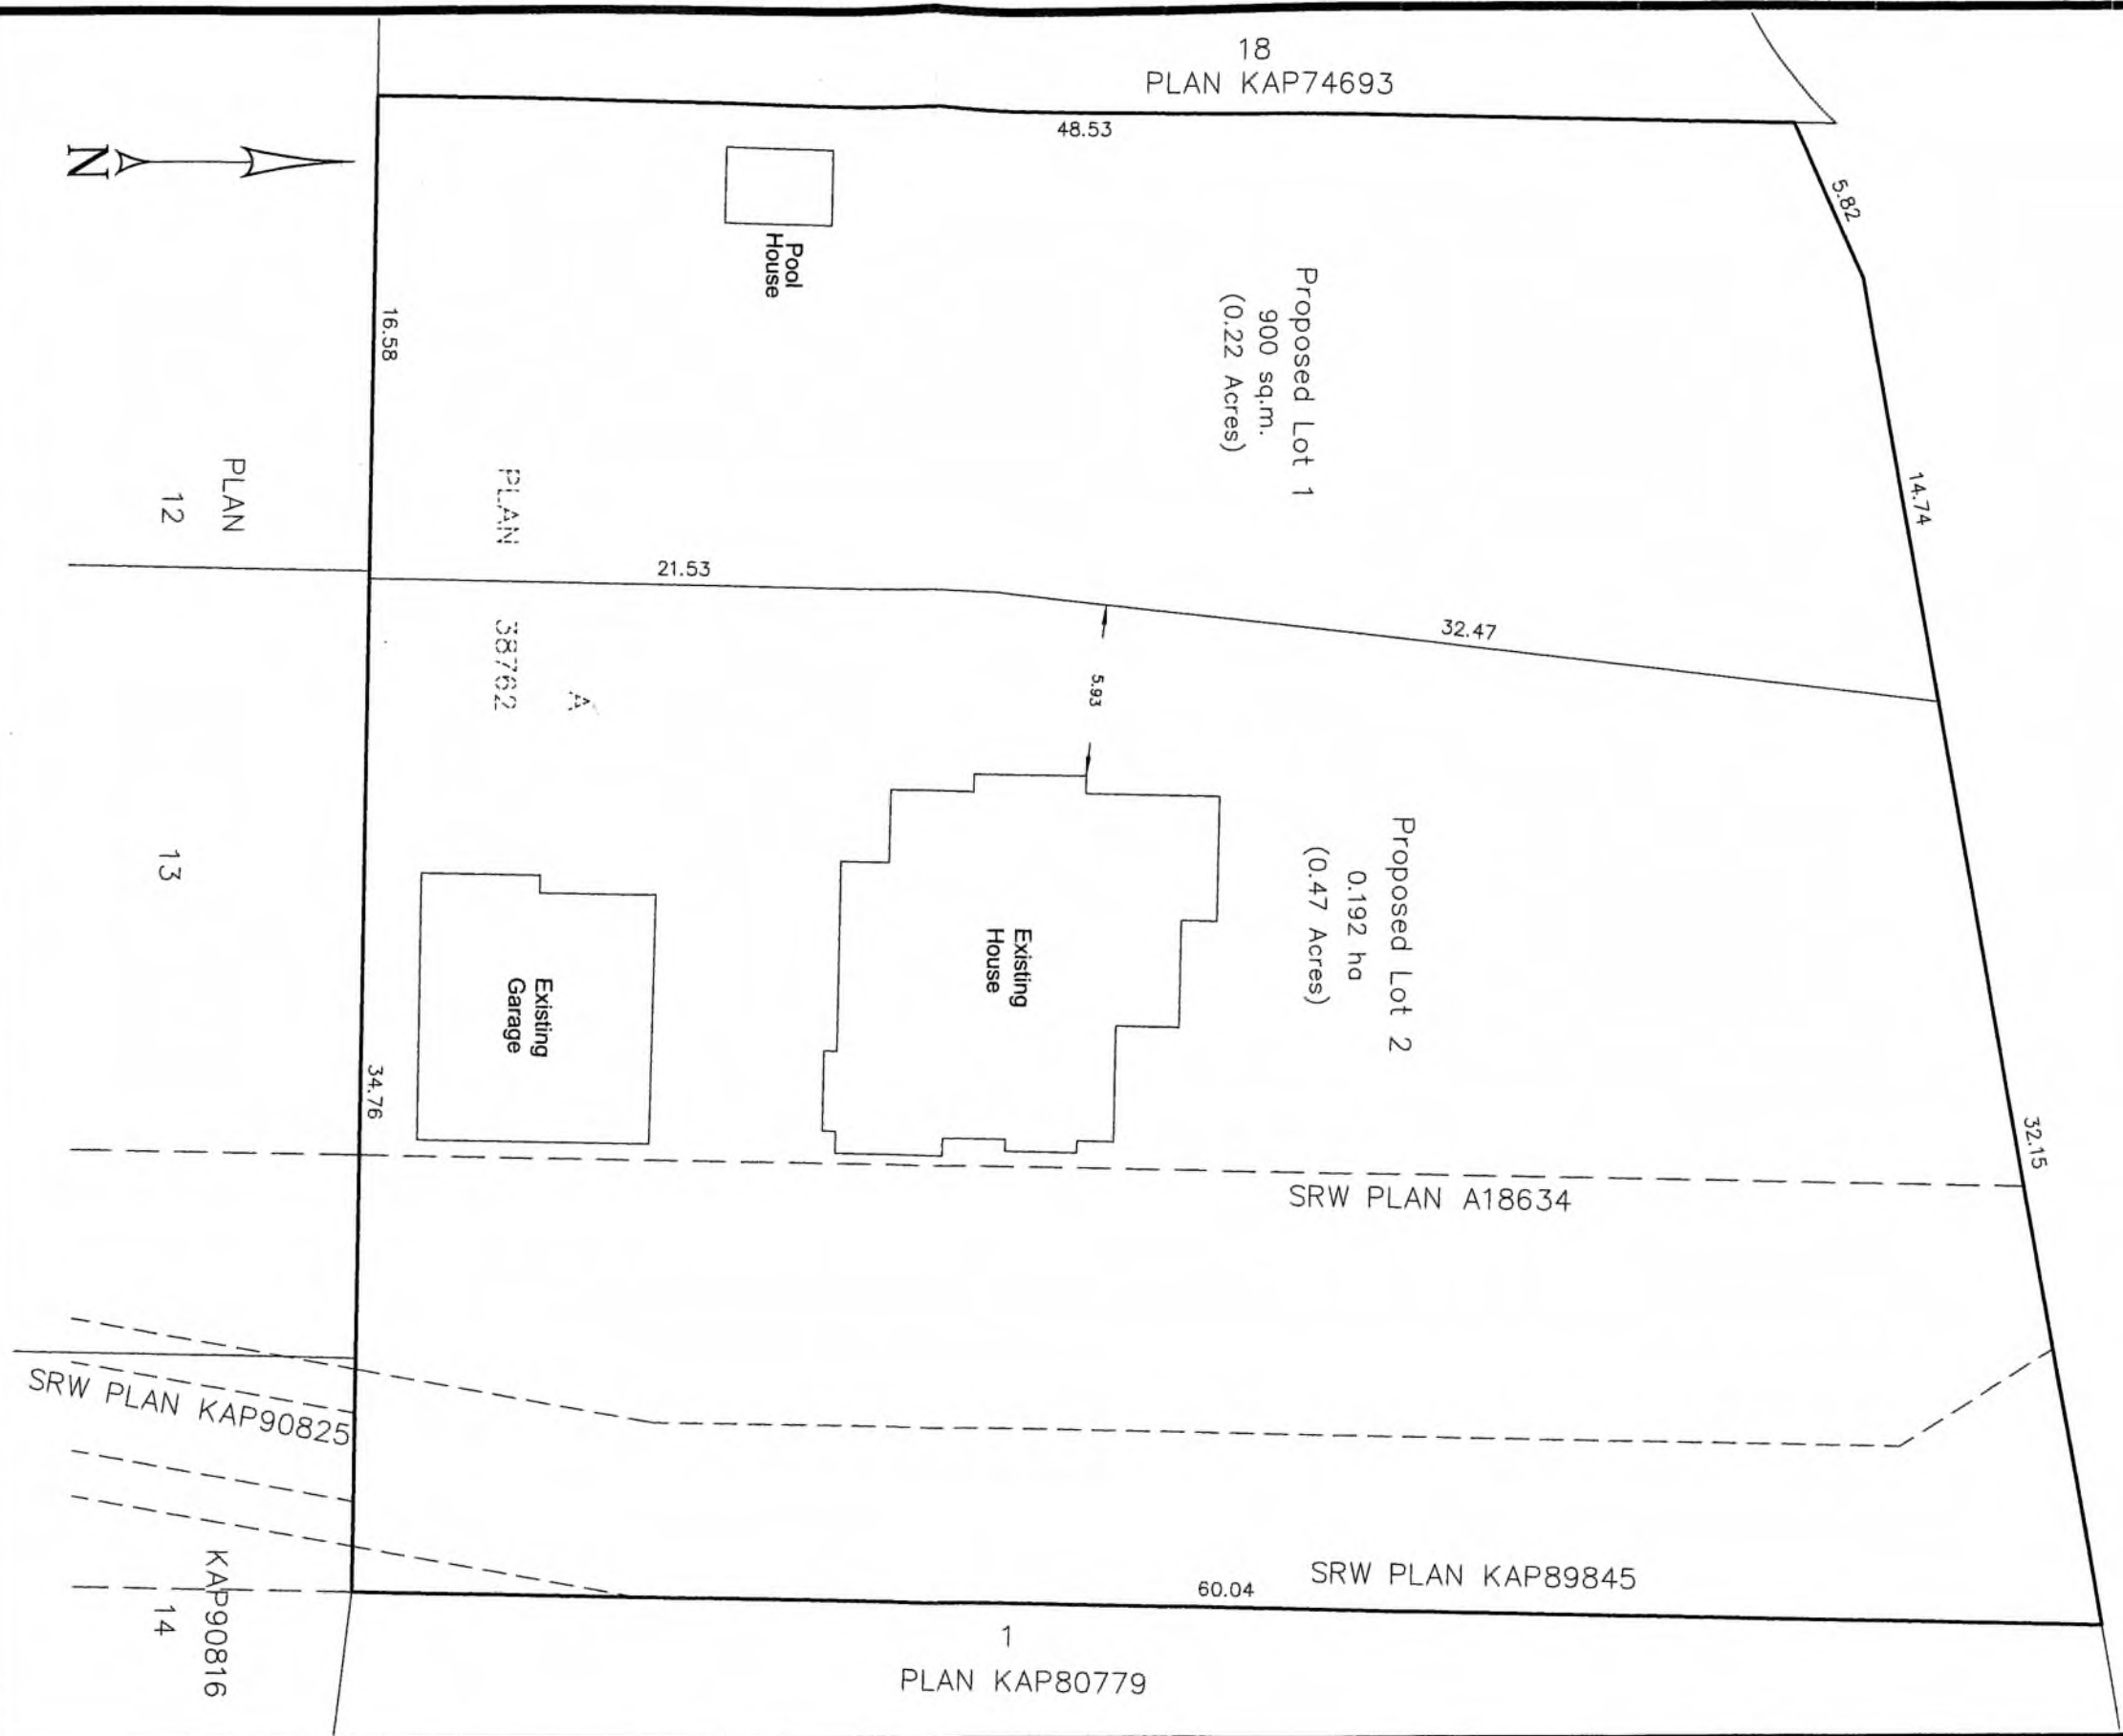 18
PLAN KAP74693
48.53
5.82
N
Pool
House
16.58
Proposed Lot 1
900 sq.m.
(0.22 Acres)
14.74
PLAN
12
PLAN
38762
A
21.53
32.47
5.93
Proposed Lot 2
0.192 ha
(0.47 Acres)
13
Existing
House
Existing
Garage
34.76
32.15
SRW PLAN A18634
SRW PLAN KAP90825
KAP90816
14
SRW PLAN KAP89845
60.04
1
PLAN KAP80779